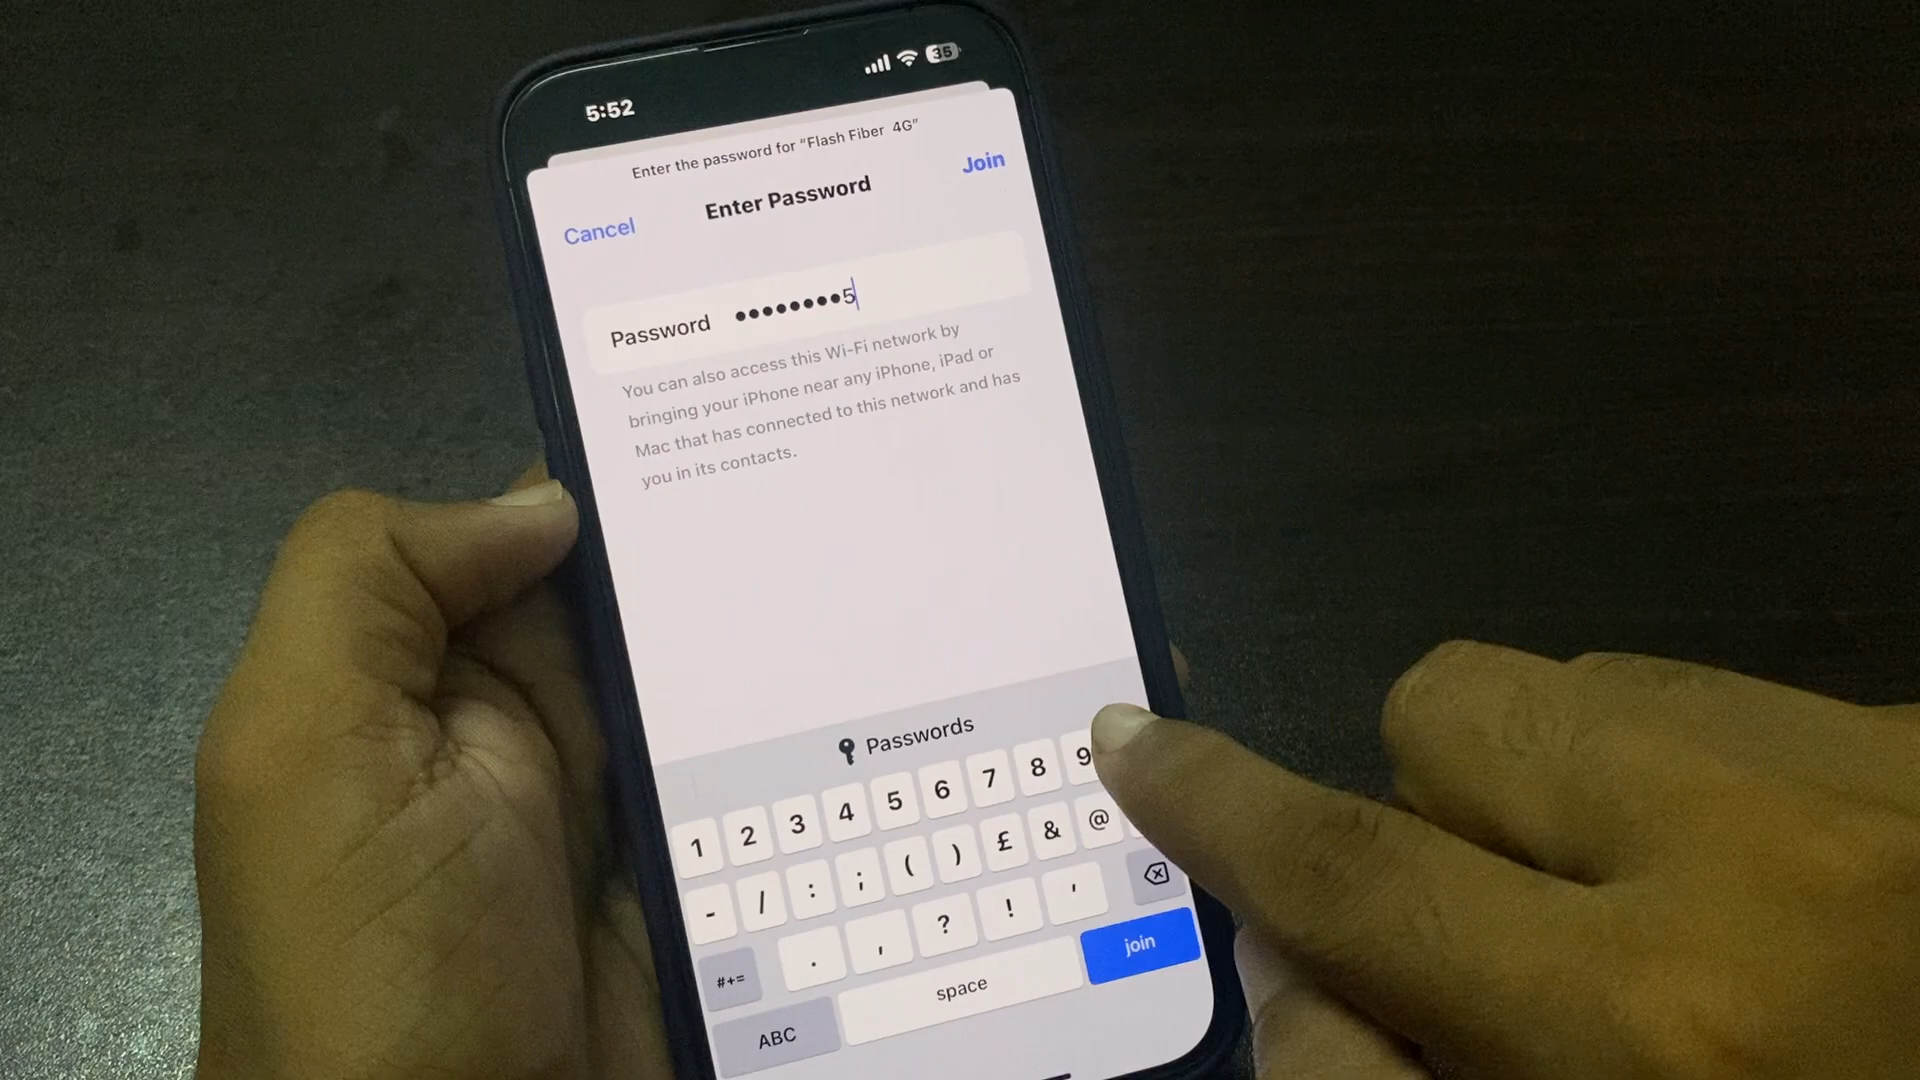 5:52
35
Enter the password for “Flash Fiber 4G”
Cancel
Enter Password
Join
Password ••••••••5
You can also access this Wi-Fi network by
bringing your iPhone near any iPhone, iPad or
Mac that has connected to this network and has
you in its contacts.
Passwords
1 2 3 4 5 6 7 8 9
- / : ; ( ) £ & @
#+= . , ? ! ’
ABC space join